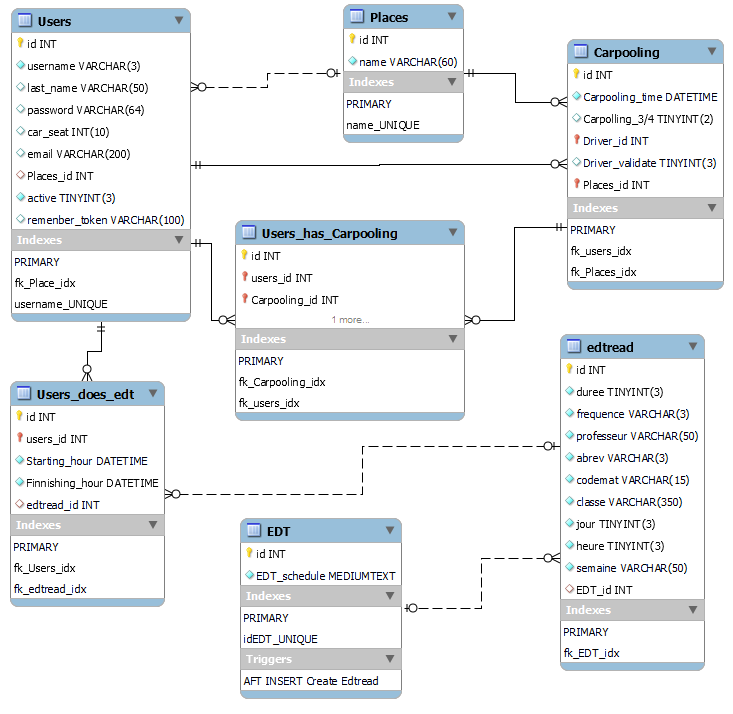 Users
id INT
username VARCHAR(3)
last_name VARCHAR(50)
password VARCHAR(64)
car_seat INT(10)
email VARCHAR(200)
Places_id INT
active TINYINT(3)
remenber_token VARCHAR(100)
Indexes
PRIMARY
fk_Place_idx
username_UNIQUE
Places
id INT
name VARCHAR(60)
Indexes
PRIMARY
name_UNIQUE
Carpooling
id INT
Carpooling_time DATETIME
Carpolling_3/4 TINYINT(2)
Driver_id INT
Driver_validate TINYINT(3)
Places_id INT
Indexes
PRIMARY
fk_users_idx
fk_Places_idx
Users_has_Carpooling
id INT
users_id INT
Carpooling_id INT
1 more...
Indexes
PRIMARY
fk_Carpooling_idx
fk_users_idx
Users_does_edt
id INT
users_id INT
Starting_hour DATETIME
Finnishing_hour DATETIME
edtread_id INT
Indexes
PRIMARY
fk_Users_idx
fk_edtread_idx
EDT
id INT
EDT_schedule MEDIUMTEXT
Indexes
PRIMARY
idEDT_UNIQUE
Triggers
AFT INSERT Create Edtread
edtread
id INT
duree TINYINT(3)
frequence VARCHAR(3)
professeur VARCHAR(50)
abrev VARCHAR(3)
codemat VARCHAR(15)
classe VARCHAR(350)
jour TINYINT(3)
heure TINYINT(3)
semaine VARCHAR(50)
EDT_id INT
Indexes
PRIMARY
fk_EDT_idx